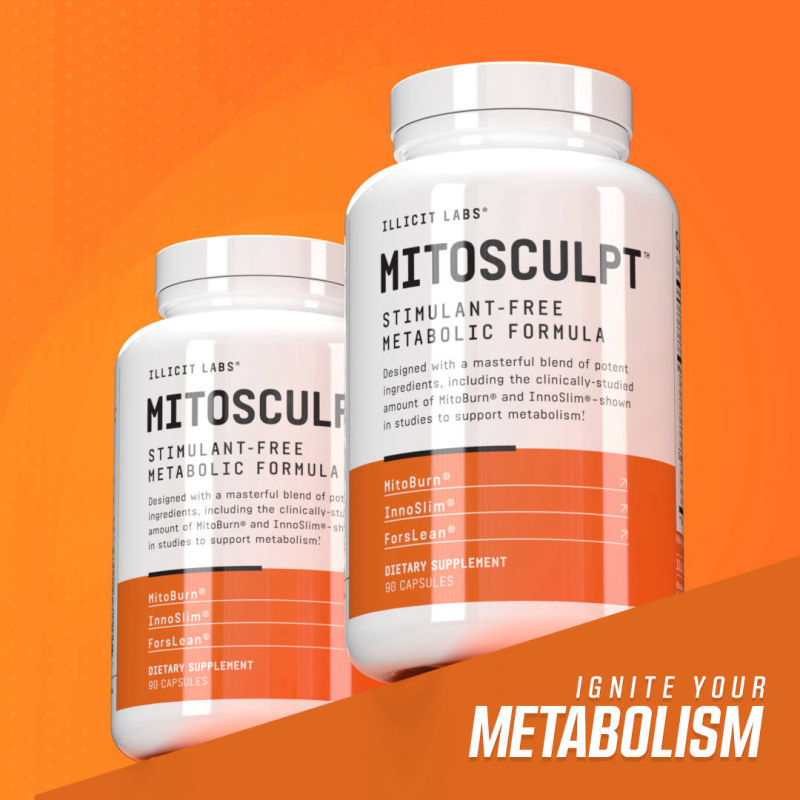 ILLICIT LABS®
MITOSCULPT™
STIMULANT-FREE
METABOLIC FORMULA
Designed with a masterful blend of potent
ingredients, including the clinically-studied
amount of MitoBurn® and InnoSlim®-shown
in studies to support metabolism!
MitoBurn®
InnoSlim®
ForsLean®
DIETARY SUPPLEMENT
90 CAPSULES
ILLICIT LABS®
MITOSCULP
STIMULANT-FREE
METABOLIC FORMULA
Designed with a masterful blend of pot
ingredients, including the clinically-stu
amount of MitoBurn® and InnoSlim®-sh
in studies to support metabolism!
MitoBurn®
InnoSlim®
ForsLean®
DIETARY SUPPLEMENT
90 CAPSULES
IGNITE YOUR
METABOLISM